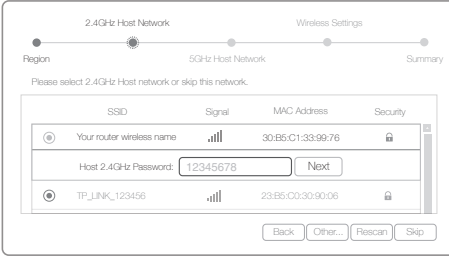 2.4GHz Host Network Wireless Settings
Region 5GHz Host Network Summary
Please select 2.4GHz Host network or skip this network.
SSID Signal MAC Address Security
Your router wireless name 30:B5:C1:33:99:76
Host 2.4GHz Password: 12345678 Next
TP_LINK_123456 23:B5:C0:30:90:06
Back Other... Rescan Skip